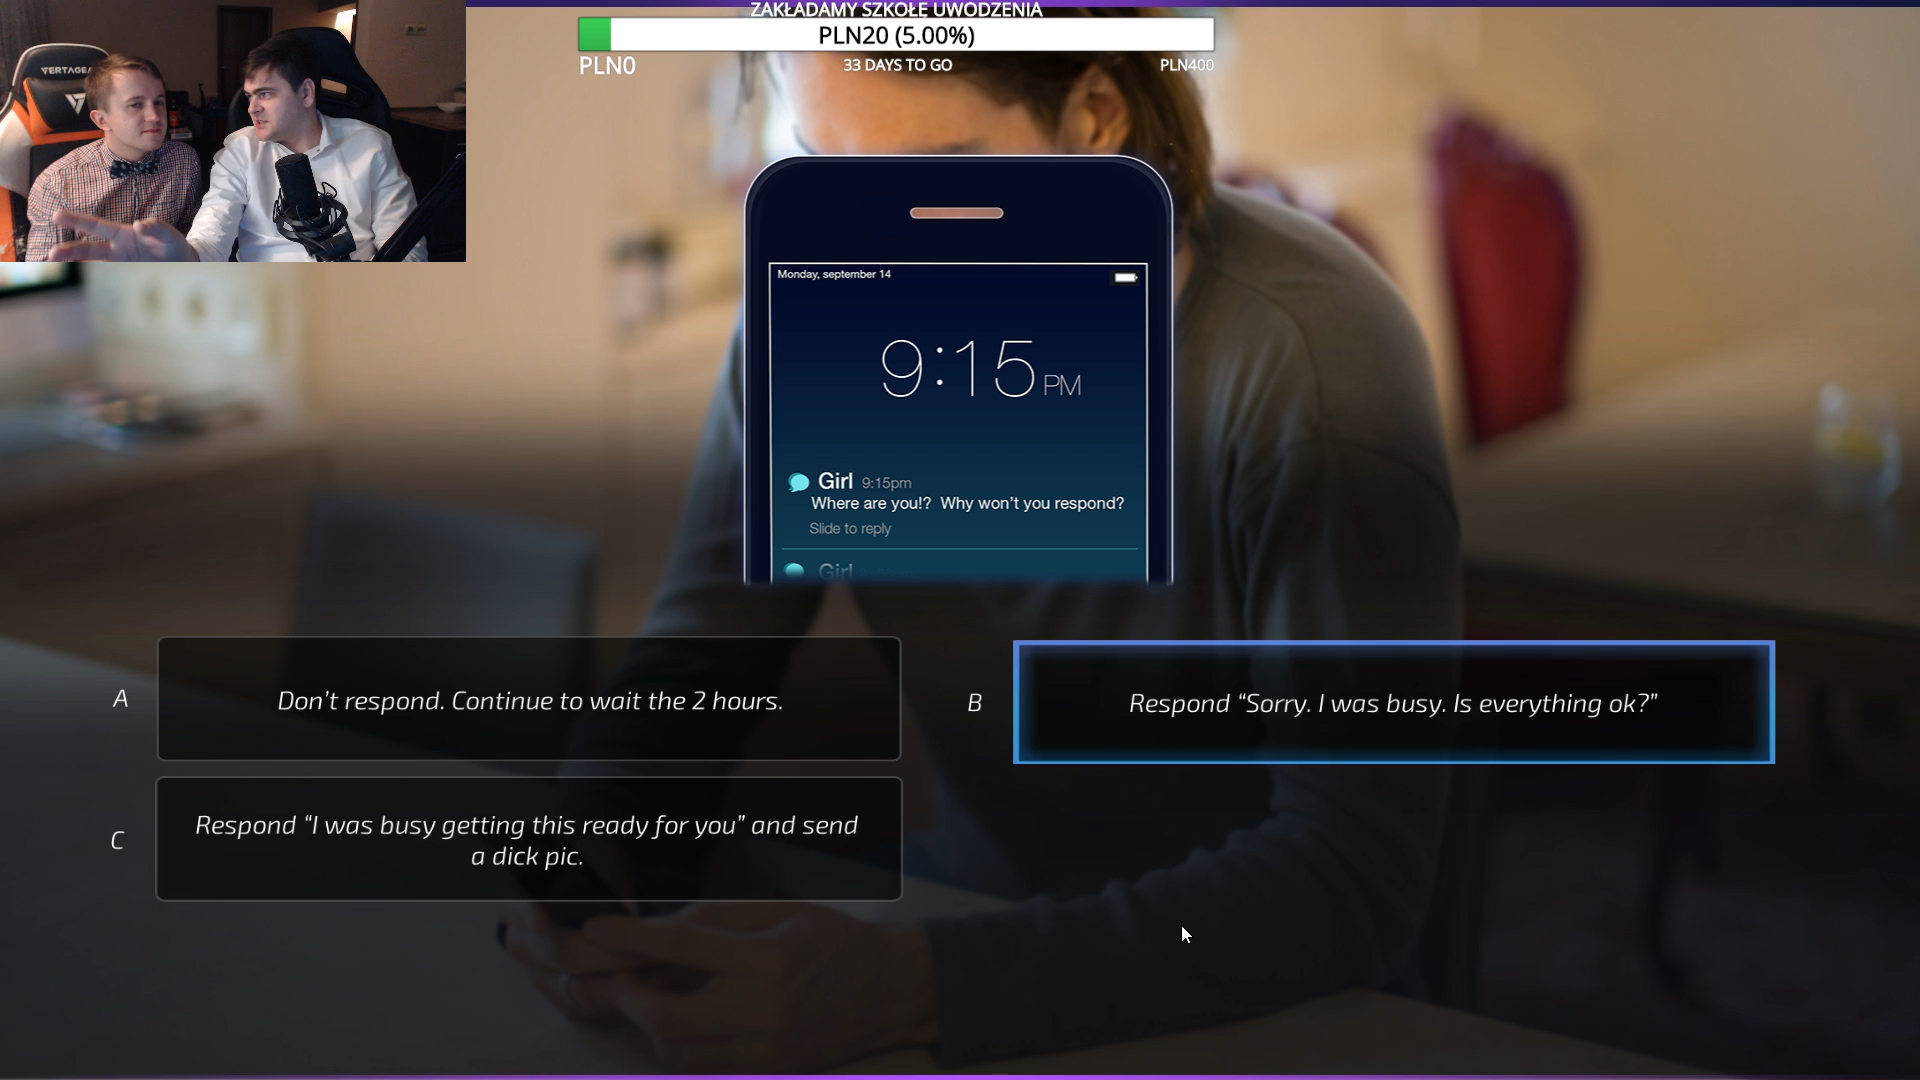 ZAKŁADAMY SZKOŁĘ UWODZENIA
PLN20 (5.00%)
PLN0
33 DAYS TO GO
PLN400
VERTAGEA
Monday, september 14
9:15 PM
Girl 9:15pm
Where are you!? Why won't you respond?
Slide to reply
Girl
A
Don't respond. Continue to wait the 2 hours.
B
Respond “Sorry. I was busy. Is everything ok?”
C
Respond “I was busy getting this ready for you” and send
a dick pic.